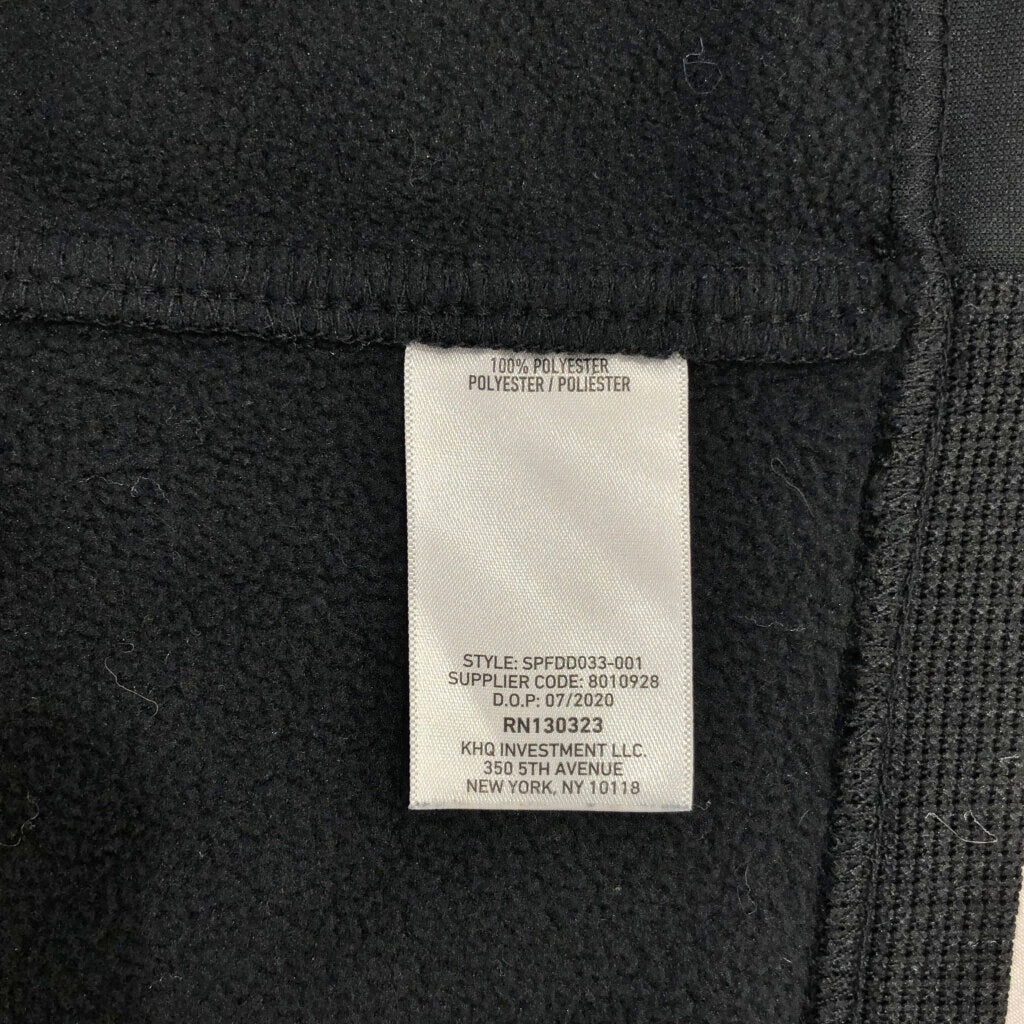 100% POLYESTER
POLYESTER / POLIESTER
STYLE: SPFDD033-001
SUPPLIER CODE: 8010928
D.O.P: 07/2020
RN130323
KHQ INVESTMENT LLC.
350 5TH AVENUE
NEW YORK, NY 10118